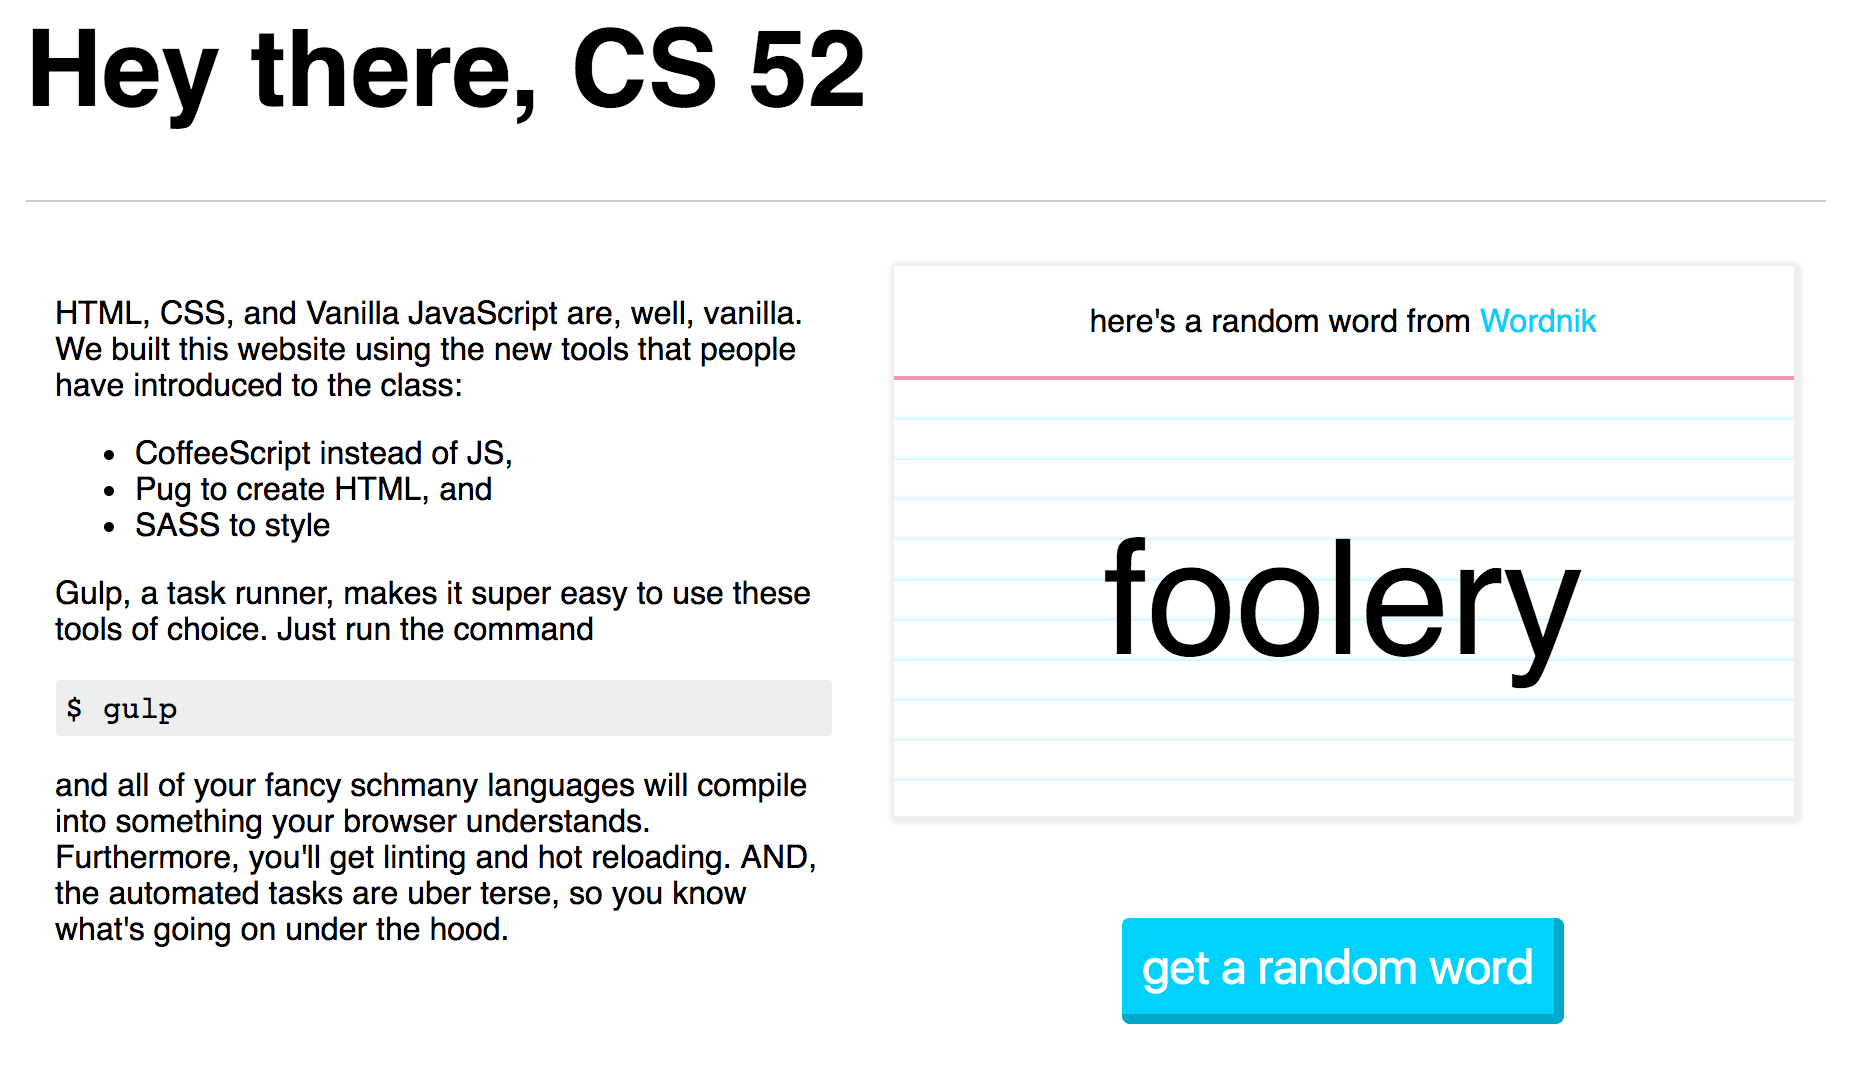 Hey there, CS 52
HTML, CSS, and Vanilla JavaScript are, well, vanilla.
We built this website using the new tools that people
have introduced to the class:
• CoffeeScript instead of JS,
• Pug to create HTML, and
• SASS to style
Gulp, a task runner, makes it super easy to use these
tools of choice. Just run the command
$ gulp
and all of your fancy schmany languages will compile
into something your browser understands.
Furthermore, you'll get linting and hot reloading. AND,
the automated tasks are uber terse, so you know
what's going on under the hood.
here's a random word from Wordnik
foolery
get a random word